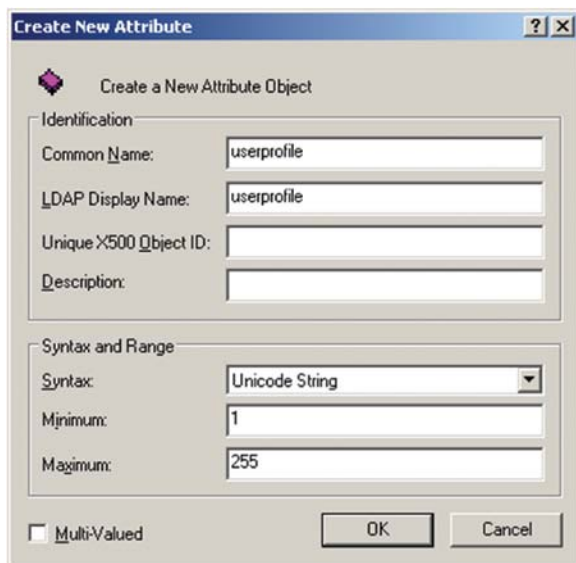 Create New Attribute
Create a New Attribute Object
Identification
Common Name: userprofile
LDAP Display Name: userprofile
Unique X500 Object ID:
Description:
Syntax and Range
Syntax: Unicode String
Minimum: 1
Maximum: 255
Multi-Valued OK Cancel